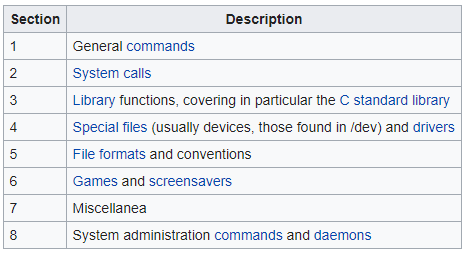 Section Description
1 General commands
2 System calls
3 Library functions, covering in particular the C standard library
4 Special files (usually devices, those found in /dev) and drivers
5 File formats and conventions
6 Games and screensavers
7 Miscellanea
8 System administration commands and daemons